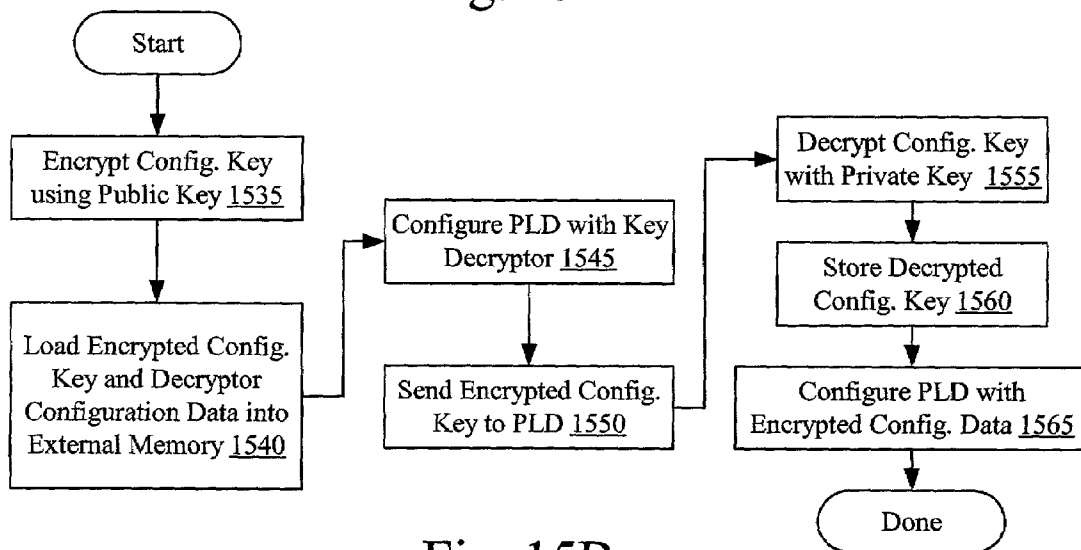 Start
Encrypt Config. Key
using Public Key 1535
Load Encrypted Config.
Key and Decryptor
Configuration Data into
External Memory 1540
Configure PLD with Key
Decryptor 1545
Send Encrypted Config.
Key to PLD 1550
Decrypt Config. Key
with Private Key 1555
Store Decrypted
Config. Key 1560
Configure PLD with
Encrypted Config. Data 1565
Done